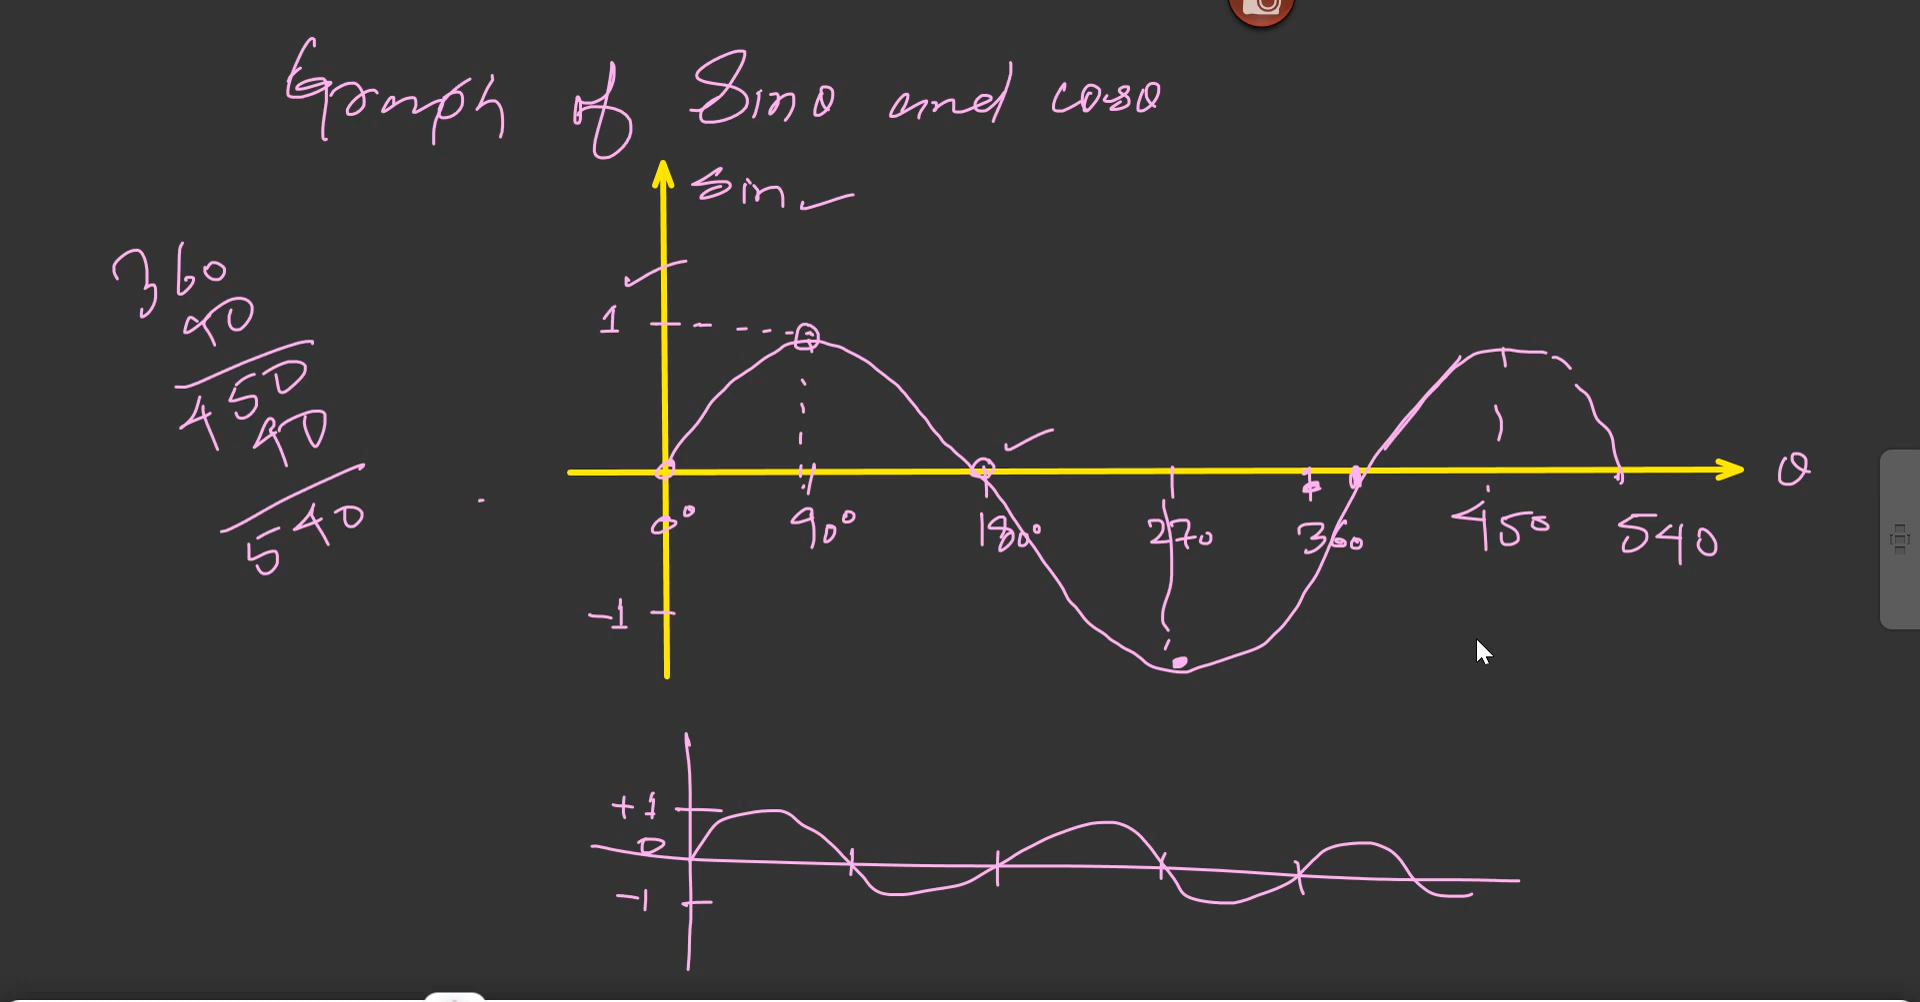 Graph of Sinθ and cosθ
Sin
360
90
450
90
540
1
θ
0° 90° 180° 270 360 450 540
-1
+1
0
-1